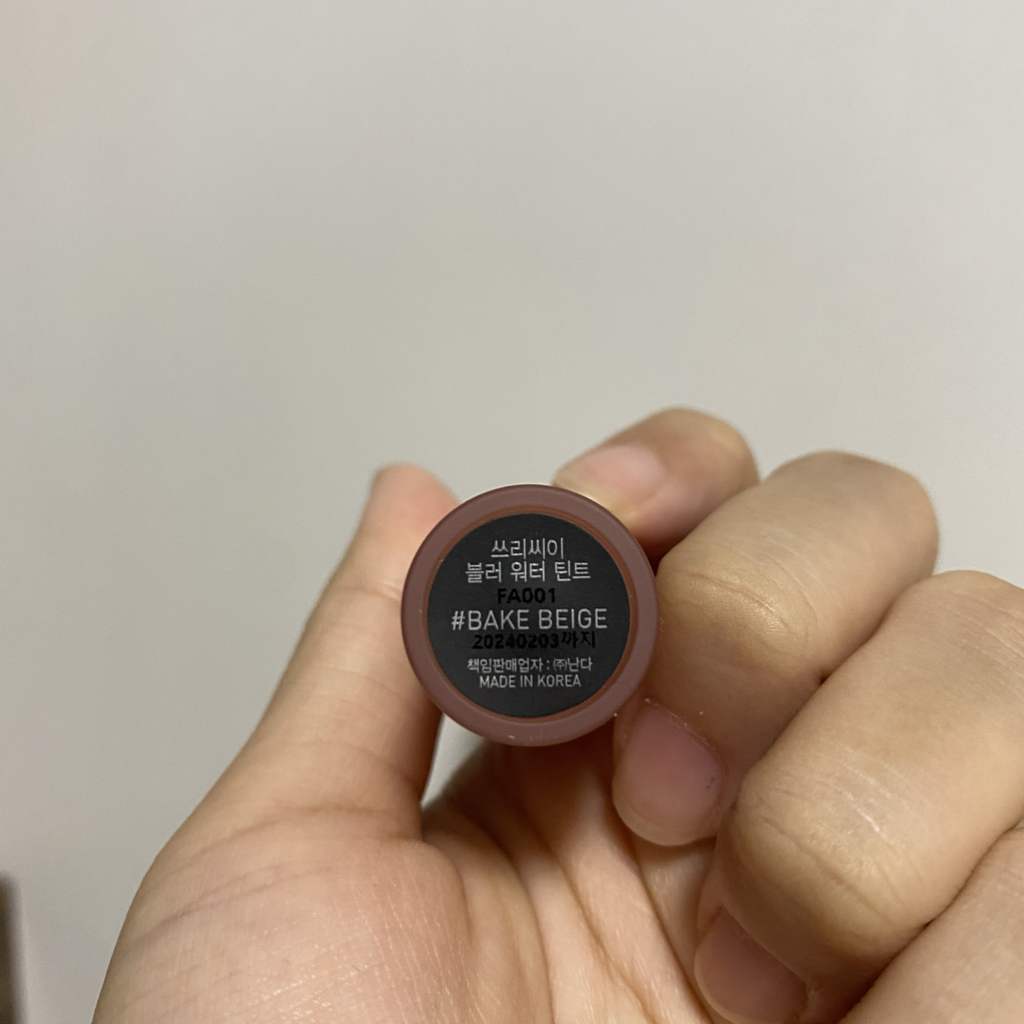 쓰리씨이
블러 워터 틴트
FA001
#BAKE BEIGE
20240203까지
책임판매업자 : ㈜난다
MADE IN KOREA